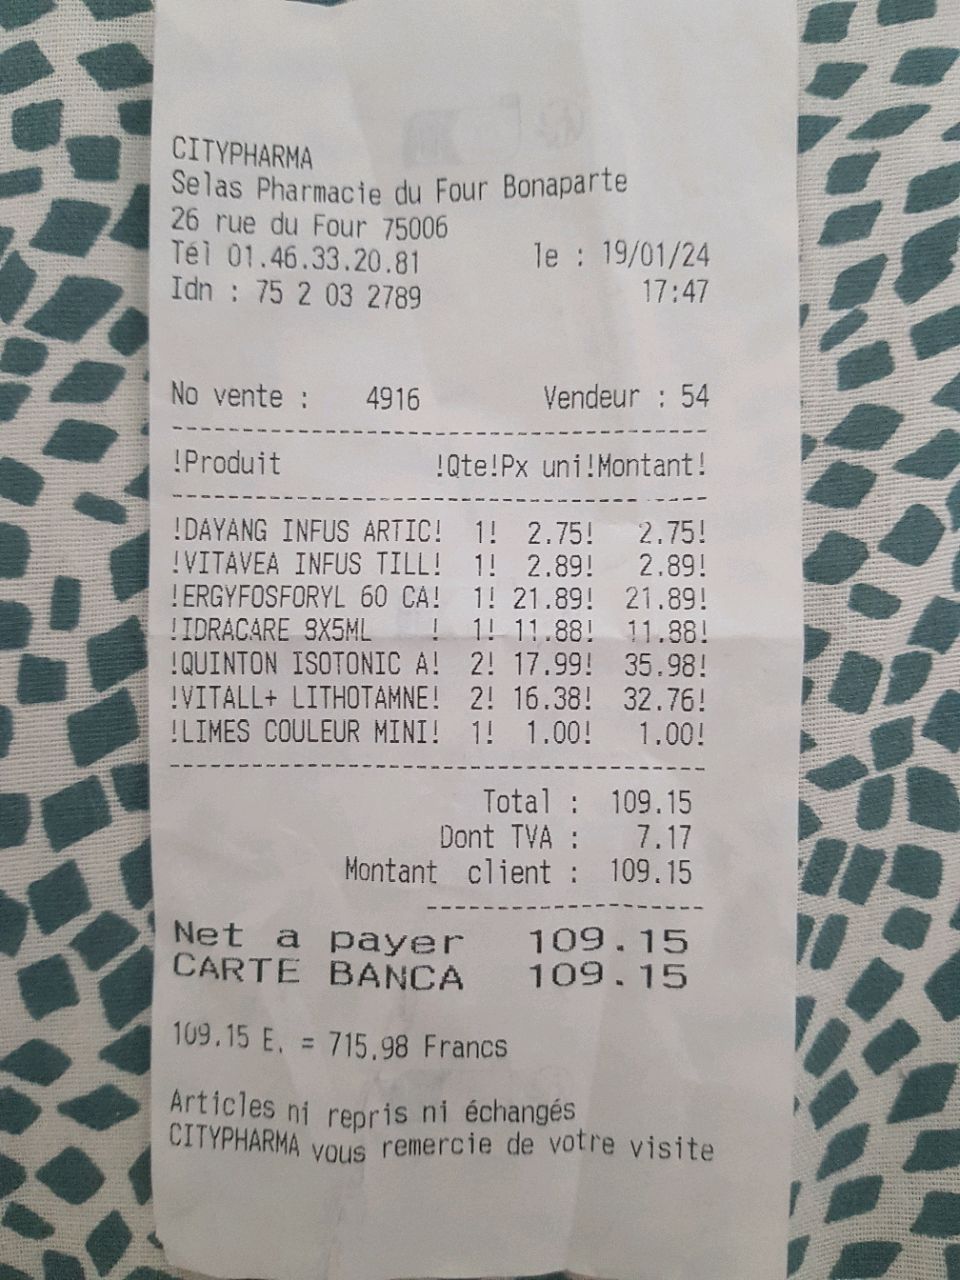 CITYPHARMA
Selas Pharmacie du Four Bonaparte
26 rue du Four 75006
Tél 01.46.33.20.81 le : 19/01/24
Idn : 75 2 03 2789 17:47
No vente : 4916 Vendeur : 54
!Produit !Qte!Px uni!Montant!
!DAYANG INFUS ARTIC! 1! 2.75! 2.75!
!VITAVEA INFUS TILL! 1! 2.89! 2.89!
!ERGYFOSFORYL 60 CA! 1! 21.89! 21.89!
!IDRACARE 9X5ML ! 1! 11.88! 11.88!
!QUINTON ISOTONIC A! 2! 17.99! 35.98!
!VITALL+ LITHOTAMNE! 2! 16.38! 32.76!
!LIMES COULEUR MINI! 1! 1.00! 1.00!
Total : 109.15
Dont TVA : 7.17
Montant client : 109.15
Net a payer 109.15
CARTE BANCA 109.15
109.15 E. = 715.98 Francs
Articles ni repris ni échangés
CITYPHARMA vous remercie de votre visite